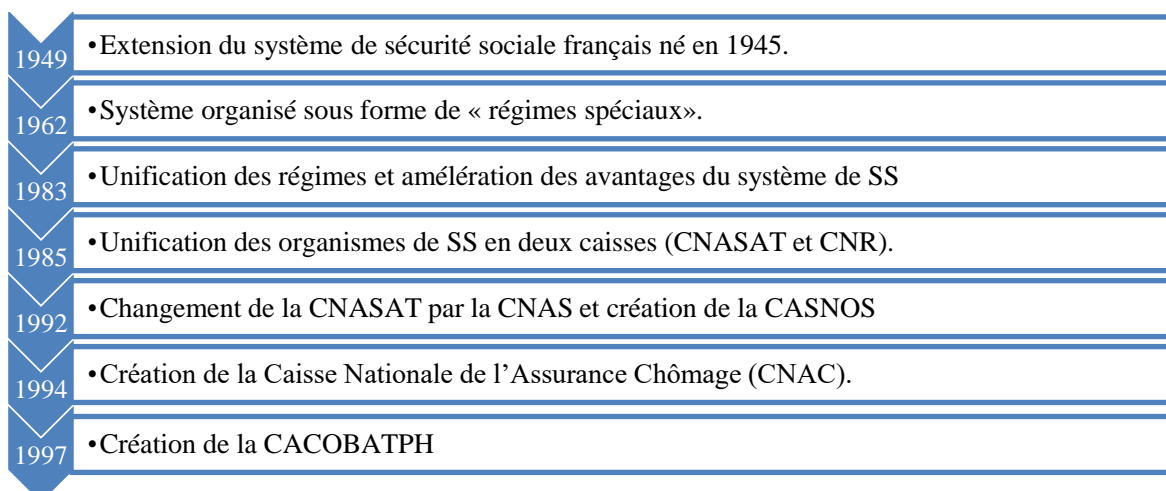 1949 •Extension du système de sécurité sociale français né en 1945.
1962 •Système organisé sous forme de « régimes spéciaux».
1983 •Unification des régimes et amélération des avantages du système de SS
1985 •Unification des organismes de SS en deux caisses (CNASAT et CNR).
1992 •Changement de la CNASAT par la CNAS et création de la CASNOS
1994 •Création de la Caisse Nationale de l’Assurance Chômage (CNAC).
1997 •Création de la CACOBATPH